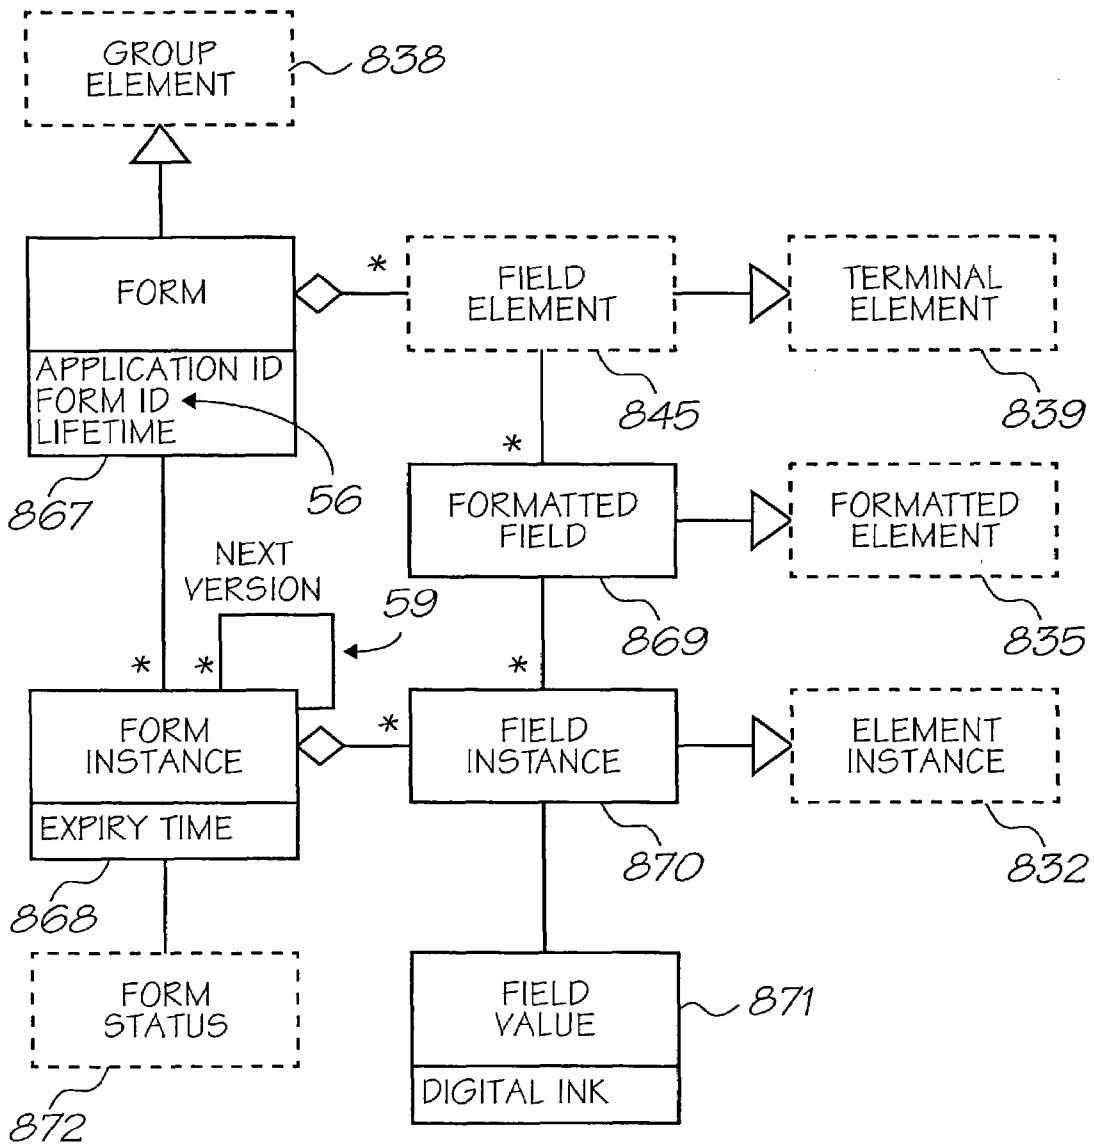 GROUP
ELEMENT
838
FORM
*
FIELD
ELEMENT
TERMINAL
ELEMENT
APPLICATION ID
FORM ID
LIFETIME
845
839
*
56
867
FORMATTED
FIELD
FORMATTED
ELEMENT
NEXT
VERSION
59
869
835
*
*
*
FORM
INSTANCE
*
FIELD
INSTANCE
ELEMENT
INSTANCE
EXPIRY TIME
870
832
868
FORM
STATUS
FIELD
VALUE
871
DIGITAL INK
872